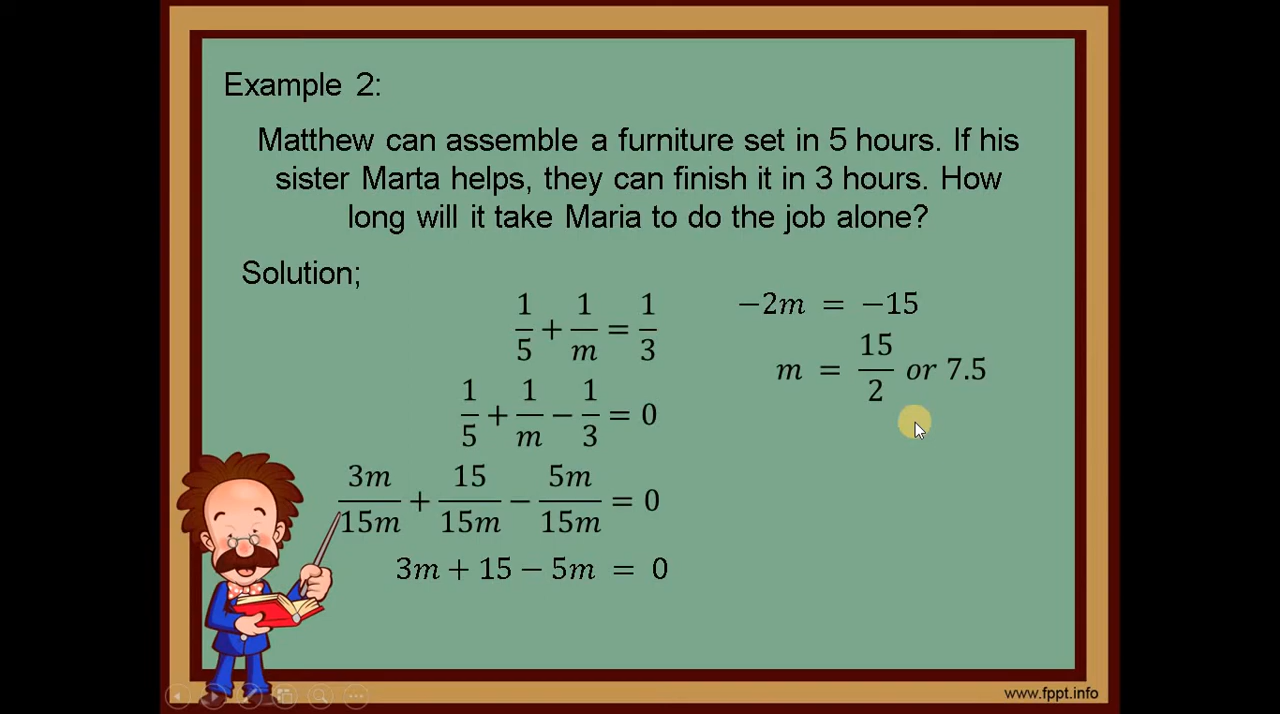 Example 2:
Matthew can assemble a furniture set in 5 hours. If his
sister Marta helps, they can finish it in 3 hours. How
long will it take Maria to do the job alone?
Solution;
1/5 + 1/m = 1/3
1/5 + 1/m − 1/3 = 0
3m/15m + 15/15m − 5m/15m = 0
3m + 15 − 5m = 0
−2m = −15
m = 15/2 or 7.5
www.fppt.info